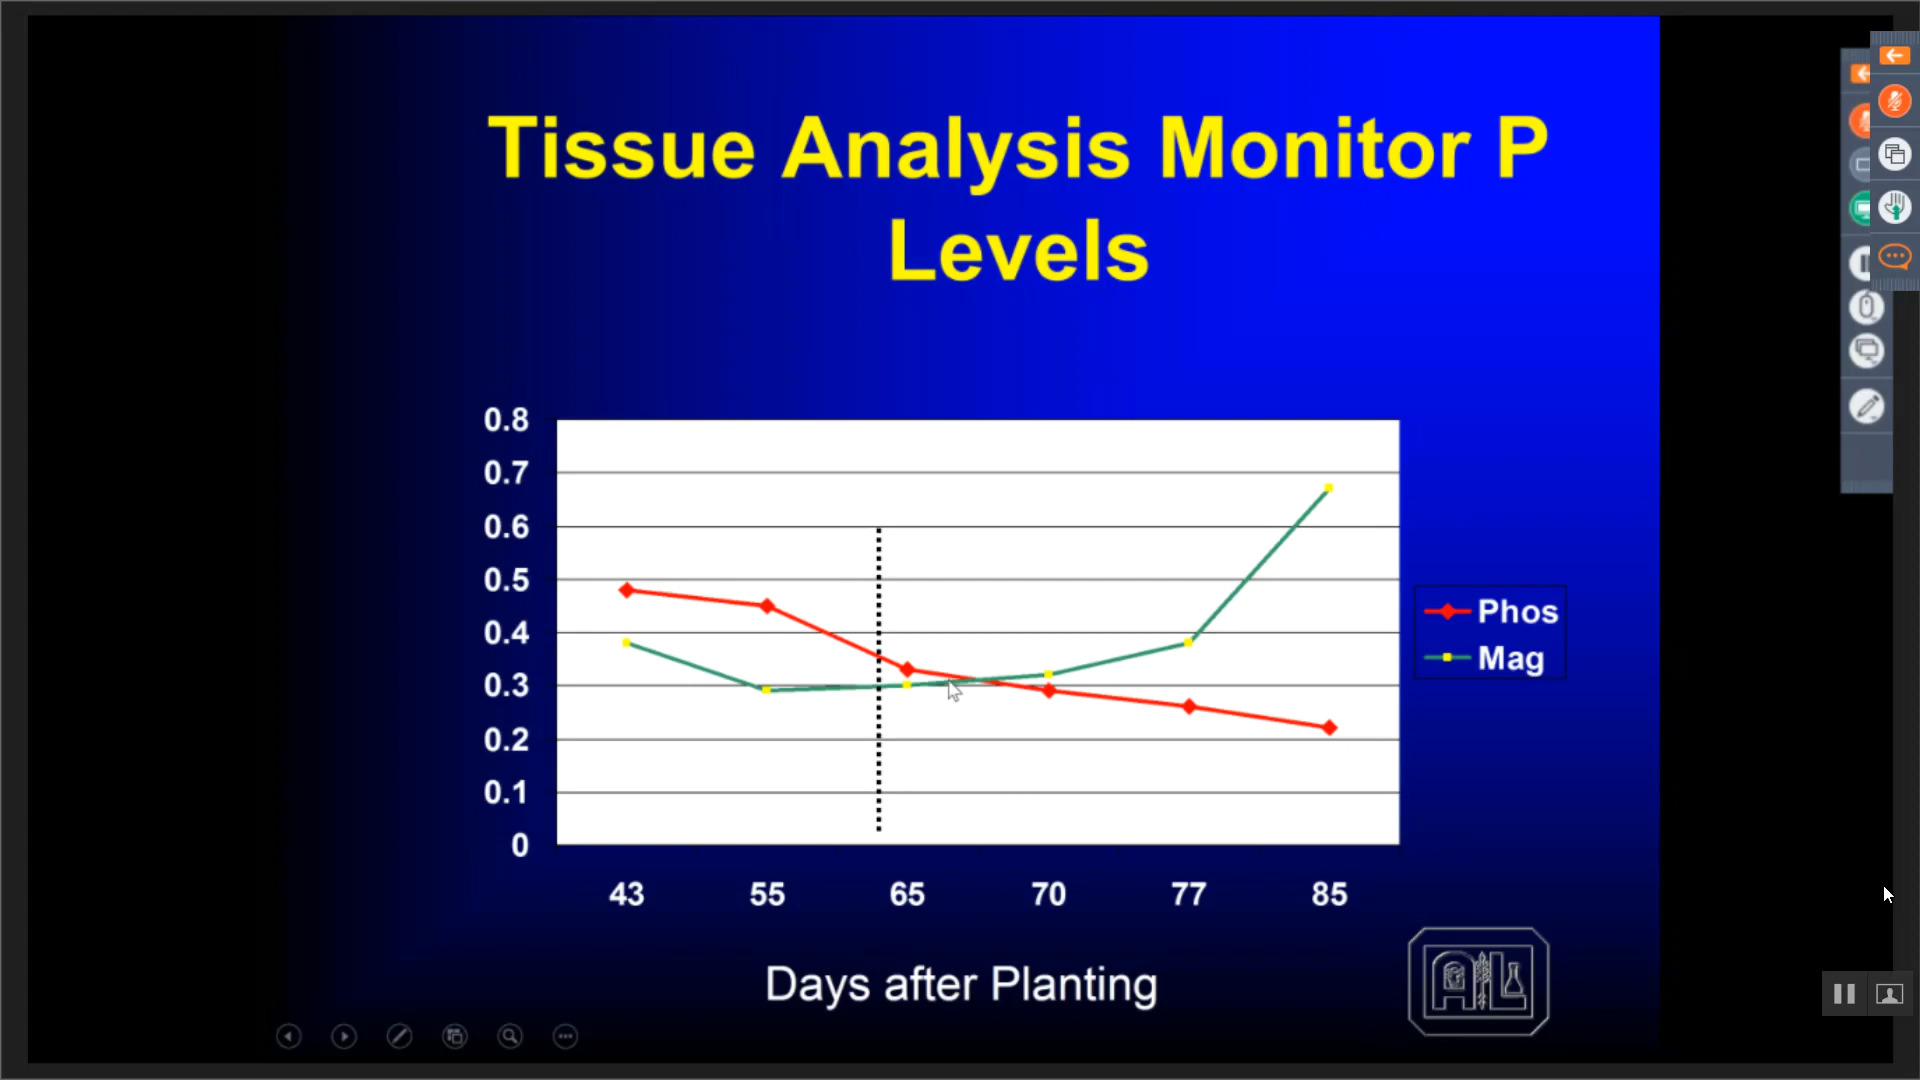 Tissue Analysis Monitor P
Levels
0.8
0.7
0.6
0.5
0.4
0.3
0.2
0.1
0
43 55 65 70 77 85
Phos
Mag
Days after Planting
AL